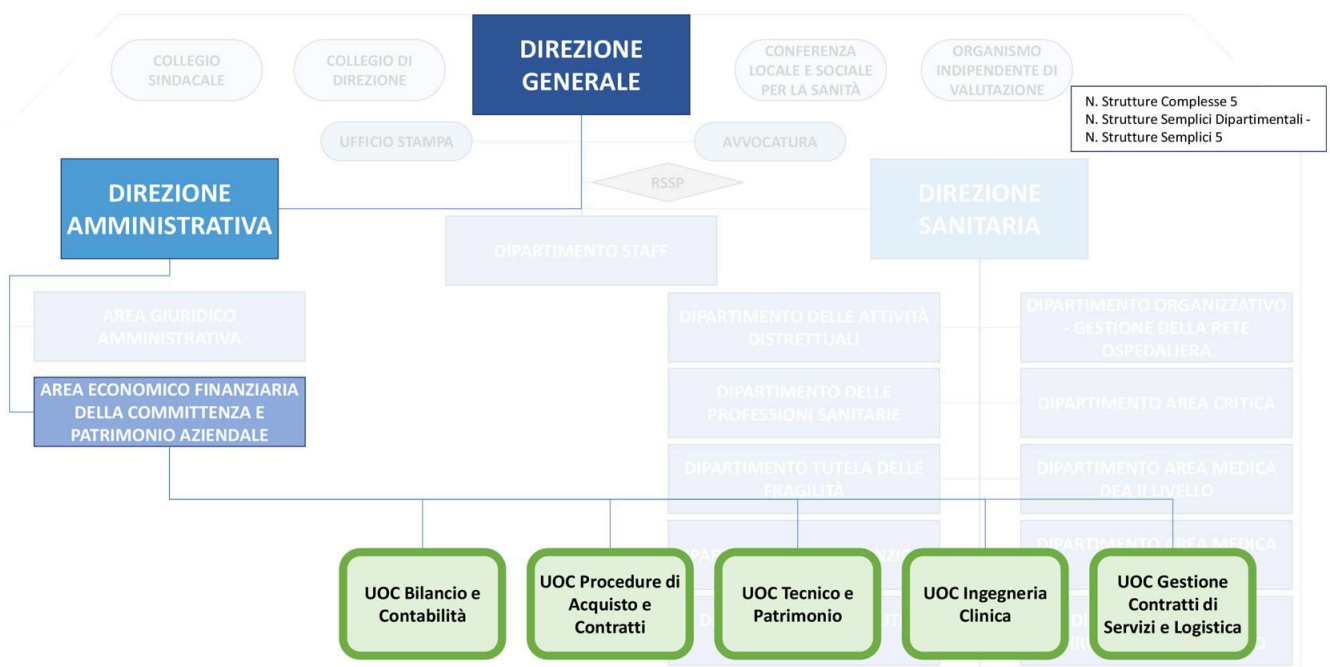 COLLEGIO
SINDACALE
COLLEGIO DI
DIREZIONE
DIREZIONE
GENERALE
CONFERENZA
LOCALE E SOCIALE
PER LA SANITÀ
ORGANISMO
INDIPENDENTE DI
VALUTAZIONE
N. Strutture Complesse 5
N. Strutture Semplici Dipartimentali -
N. Strutture Semplici 5
UFFICIO STAMPA
AVVOCATURA
RSSP
DIREZIONE
AMMINISTRATIVA
DIREZIONE
SANITARIA
DIPARTIMENTO STAFF
AREA GIURIDICO
AMMINISTRATIVA
AREA ECONOMICO FINANZIARIA
DELLA COMMITTENZA E
PATRIMONIO AZIENDALE
DIPARTIMENTO DELLE ATTIVITÀ
DISTRETTUALI
DIPARTIMENTO ORGANIZZATIVO
- GESTIONE DELLA RETE
OSPEDALIERA
DIPARTIMENTO DELLE
PROFESSIONI SANITARIE
DIPARTIMENTO AREA CRITICA
DIPARTIMENTO TUTELA DELLE
FRAGILITÀ
DIPARTIMENTO AREA MEDICA
DEA II LIVELLO
DIPARTIMENTO AREA MEDICA
UOC Bilancio e
Contabilità
UOC Procedure di
Acquisto e
Contratti
UOC Tecnico e
Patrimonio
UOC Ingegneria
Clinica
UOC Gestione
Contratti di
Servizi e Logistica